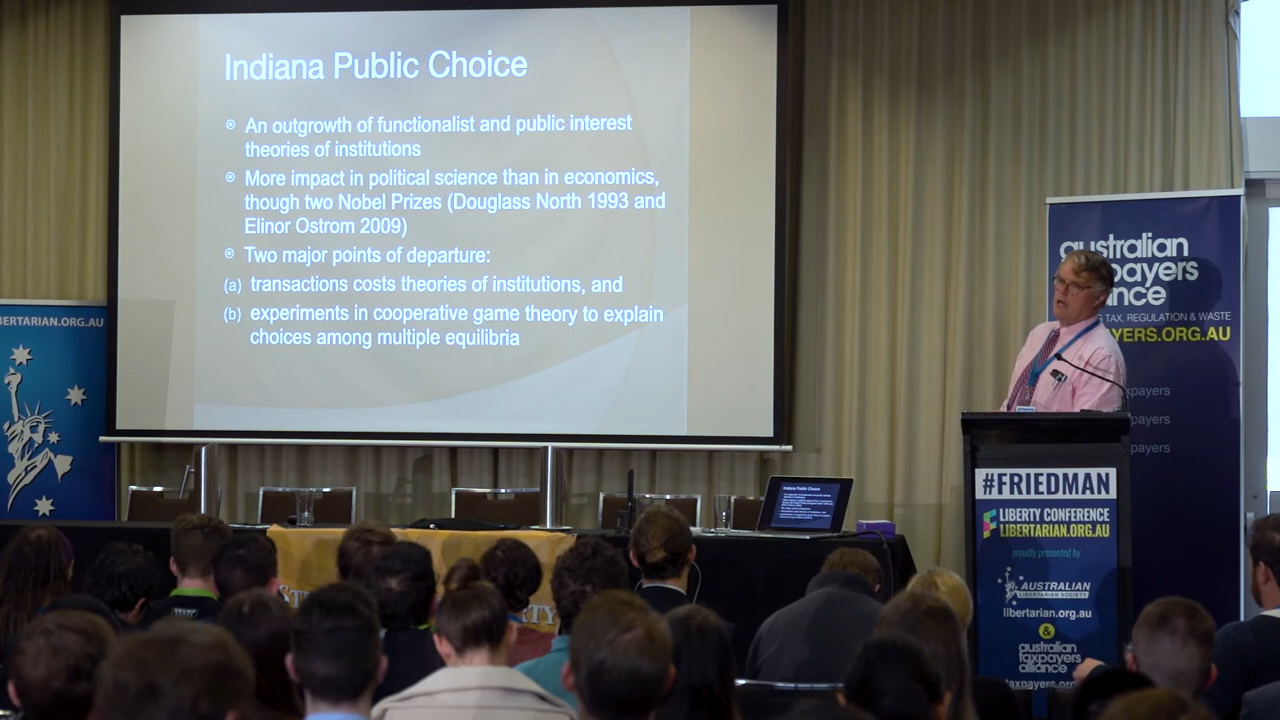 Indiana Public Choice
An outgrowth of functionalist and public interest
theories of institutions
More impact in political science than in economics,
though two Nobel Prizes (Douglass North 1993 and
Elinor Ostrom 2009)
Two major points of departure:
(a) transactions costs theories of institutions, and
(b) experiments in cooperative game theory to explain
choices among multiple equilibria
australian
TAX, REGULATION & WASTE
YERS.ORG.AU
IBERTARIAN.ORG.AU
#FRIEDMAN
LIBERTY CONFERENCE
LIBERTARIAN.ORG.AU
proudly presented by
AUSTRALIAN
LIBERTARIAN SOCIETY
libertarian.org.au
&
australian
taxpayers
alliance
taxpayers.org
Indiana Public Choice